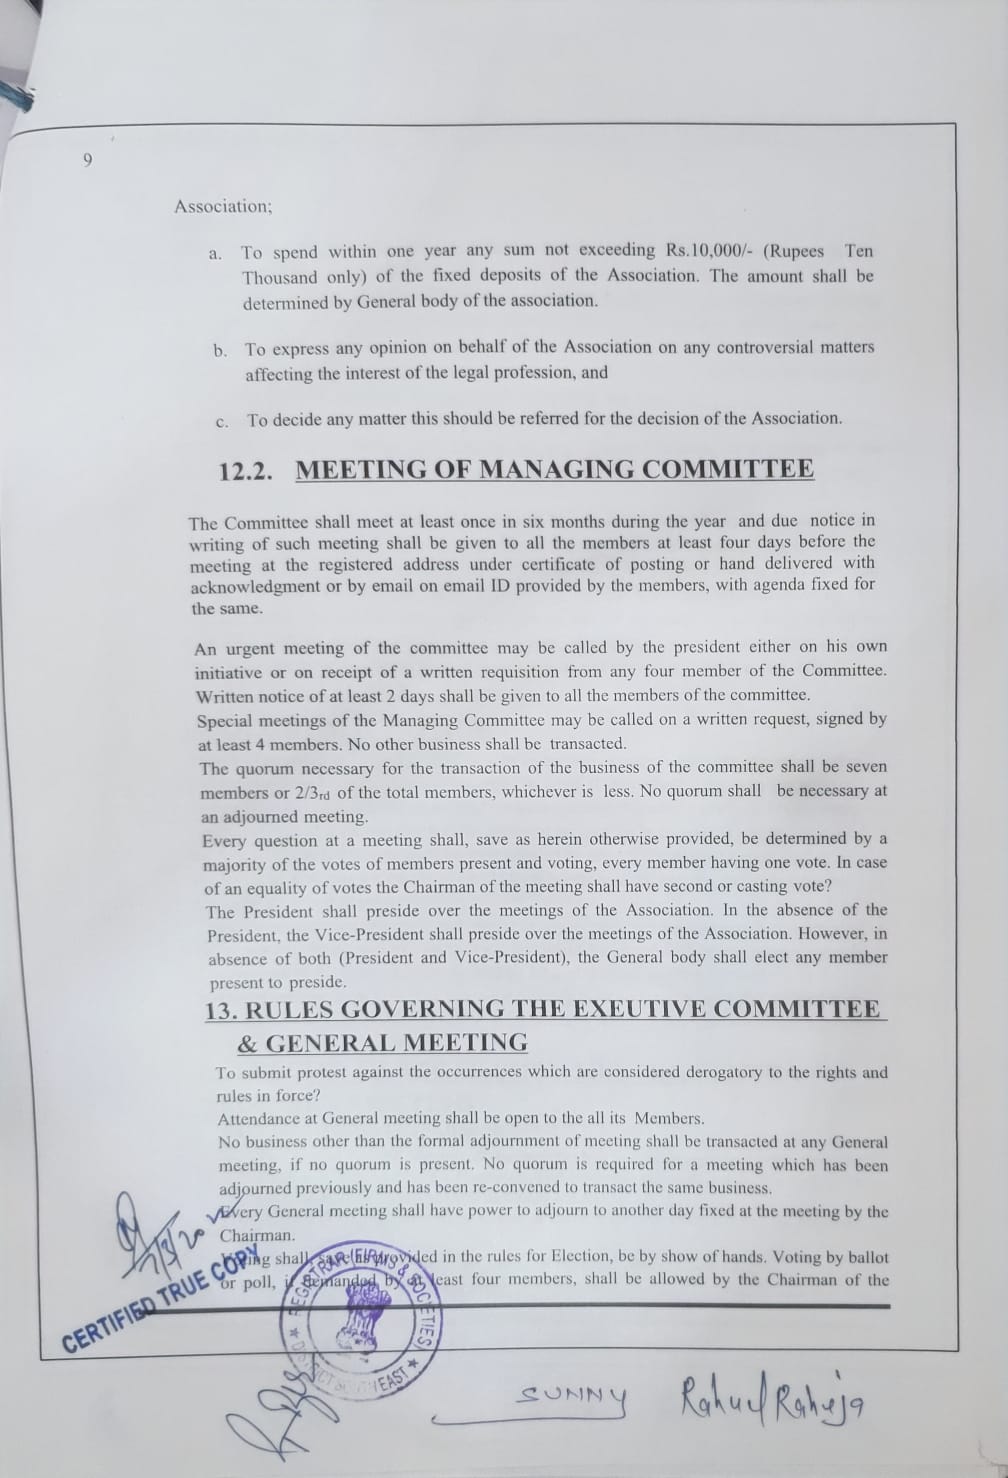 9
Association;
a. To spend within one year any sum not exceeding Rs.10,000/- (Rupees Ten
Thousand only) of the fixed deposits of the Association. The amount shall be
determined by General body of the association.
b. To express any opinion on behalf of the Association on any controversial matters
affecting the interest of the legal profession, and
c. To decide any matter this should be referred for the decision of the Association.
12.2. MEETING OF MANAGING COMMITTEE
The Committee shall meet at least once in six months during the year and due notice in
writing of such meeting shall be given to all the members at least four days before the
meeting at the registered address under certificate of posting or hand delivered with
acknowledgment or by email on email ID provided by the members, with agenda fixed for
the same.
An urgent meeting of the committee may be called by the president either on his own
initiative or on receipt of a written requisition from any four member of the Committee.
Written notice of at least 2 days shall be given to all the members of the committee.
Special meetings of the Managing Committee may be called on a written request, signed by
at least 4 members. No other business shall be transacted.
The quorum necessary for the transaction of the business of the committee shall be seven
members or 2/3rd of the total members, whichever is less. No quorum shall be necessary at
an adjourned meeting.
Every question at a meeting shall, save as herein otherwise provided, be determined by a
majority of the votes of members present and voting, every member having one vote. In case
of an equality of votes the Chairman of the meeting shall have second or casting vote?
The President shall preside over the meetings of the Association. In the absence of the
President, the Vice-President shall preside over the meetings of the Association. However, in
absence of both (President and Vice-President), the General body shall elect any member
present to preside.
13. RULES GOVERNING THE EXEUTIVE COMMITTEE
& GENERAL MEETING
To submit protest against the occurrences which are considered derogatory to the rights and
rules in force?
Attendance at General meeting shall be open to the all its Members.
No business other than the formal adjournment of meeting shall be transacted at any General
meeting, if no quorum is present. No quorum is required for a meeting which has been
adjourned previously and has been re-convened to transact the same business.
Every General meeting shall have power to adjourn to another day fixed at the meeting by the
Chairman.
shall, save as provided in the rules for Election, be by show of hands. Voting by ballot
or poll, if demanded by at least four members, shall be allowed by the Chairman of the
CERTIFIED TRUE COPY
REGISTRAR (FIRMS & SOCIETIES)
DISTRICT SOUTH EAST
SUNNY
Rahul Raheja